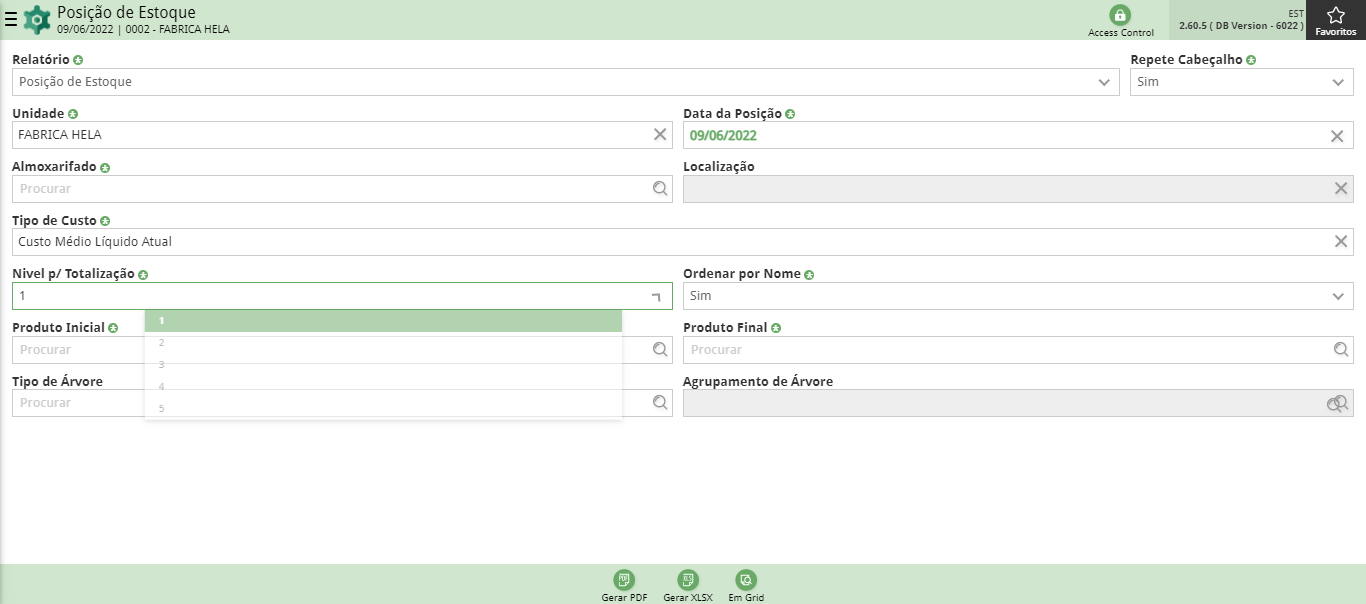 Posição de Estoque
09/06/2022 | 0002 - FABRICA HELA
Access Control
EST
2.60.5 ( DB Version - 6022 )
Favoritos
Relatório
Repete Cabeçalho
Posição de Estoque
Sim
Unidade
Data da Posição
FABRICA HELA
09/06/2022
Almoxarifado
Localização
Procurar
Tipo de Custo
Custo Médio Líquido Atual
Nivel p/ Totalização
Ordenar por Nome
1
Sim
1
Produto Inicial
Produto Final
2
Procurar
Procurar
3
Tipo de Árvore
Agrupamento de Árvore
4
Procurar
5
Gerar PDF
Gerar XLSX
Em Grid